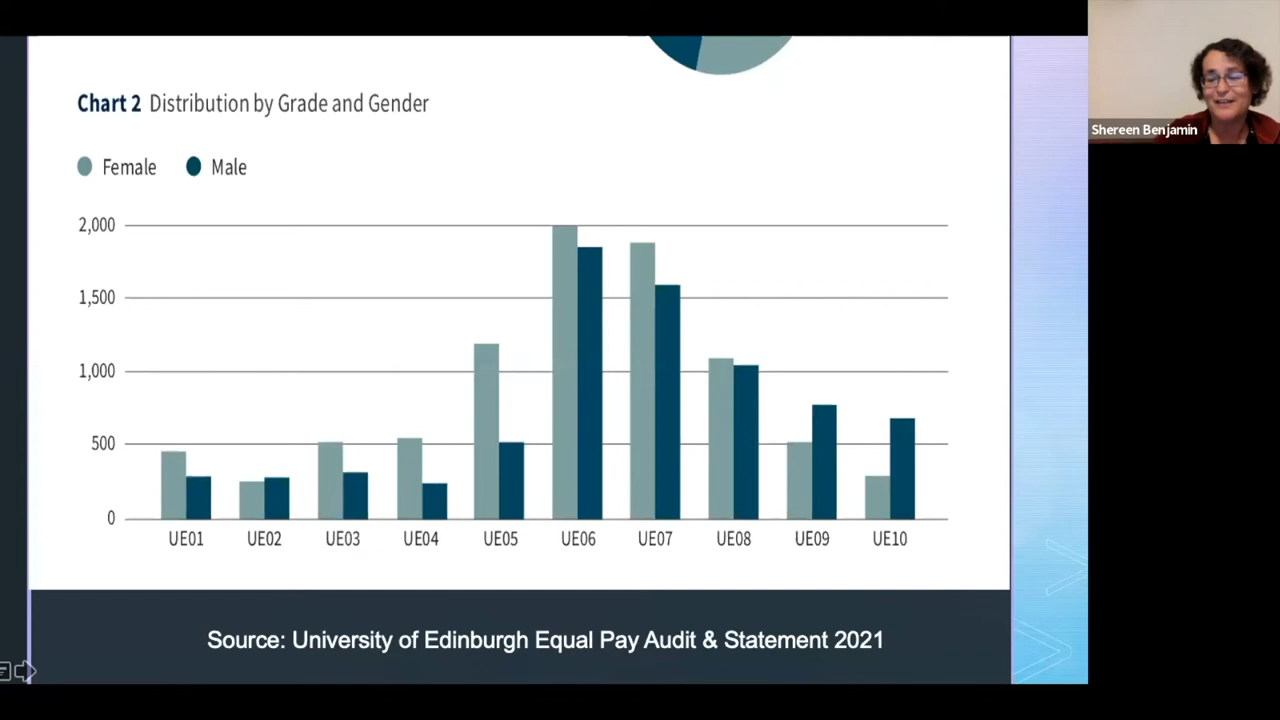 Chart 2 Distribution by Grade and Gender
Female Male
2,000
1,500
1,000
500
0
UE01 UE02 UE03 UE04 UE05 UE06 UE07 UE08 UE09 UE10
Source: University of Edinburgh Equal Pay Audit & Statement 2021
Shereen Benjamin